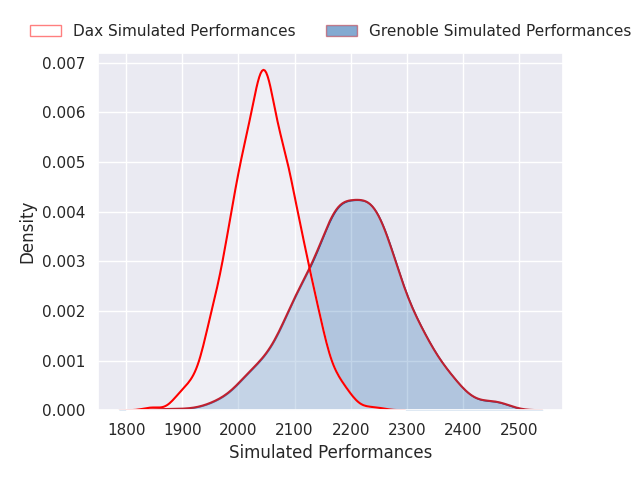 Dax Simulated Performances
Grenoble Simulated Performances
0.007
0.006
0.005
0.004
0.003
0.002
0.001
0.000
Density
1800 1900 2000 2100 2200 2300 2400 2500
Simulated Performances